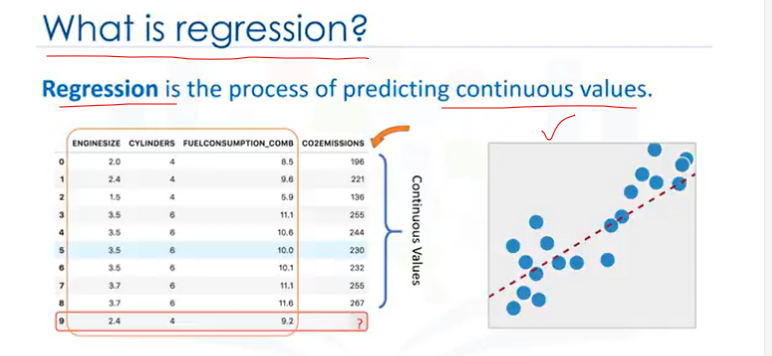 What is regression?
Regression is the process of predicting continuous values.
ENGINESIZE CYLINDERS FUELCONSUMPTION_COMB CO2EMISSIONS
0 2.0 4 8.5 196
1 2.4 4 9.6 221
2 1.5 4 5.9 136
3 3.5 6 11.1 255
4 3.5 6 10.6 244
5 3.5 6 10.0 230
6 3.5 6 10.1 232
7 3.7 6 11.1 255
8 3.7 6 11.6 267
9 2.4 4 9.2 ?
Continuous Values